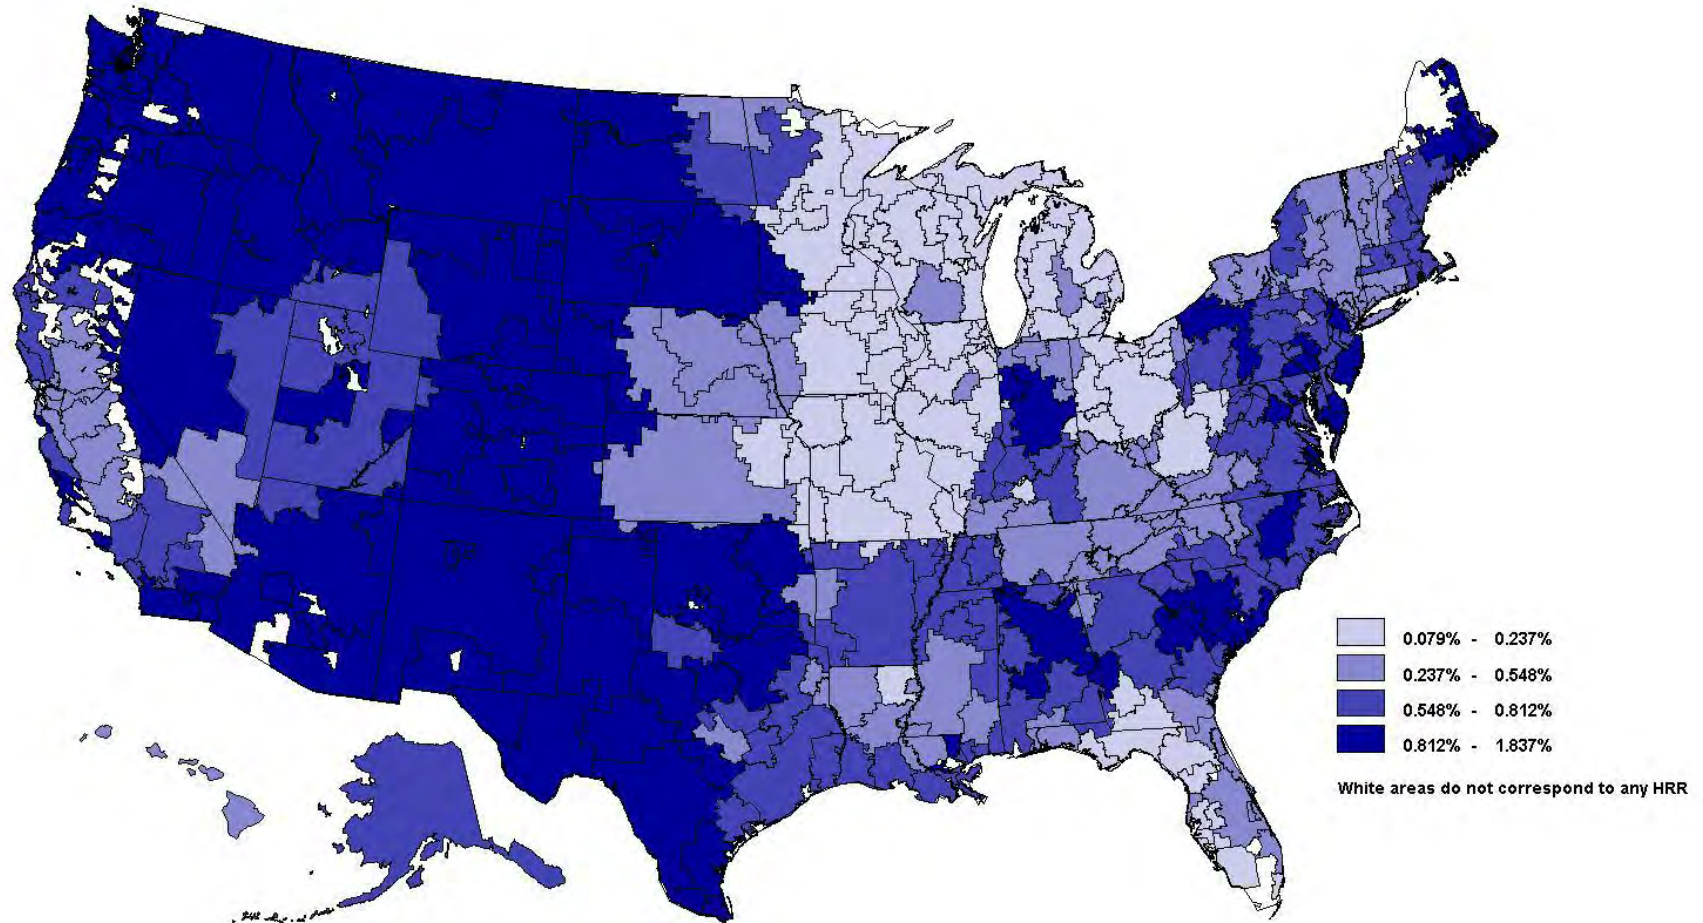 0.079% - 0.237%
0.237% - 0.548%
0.548% - 0.812%
0.812% - 1.837%
White areas do not correspond to any HRR